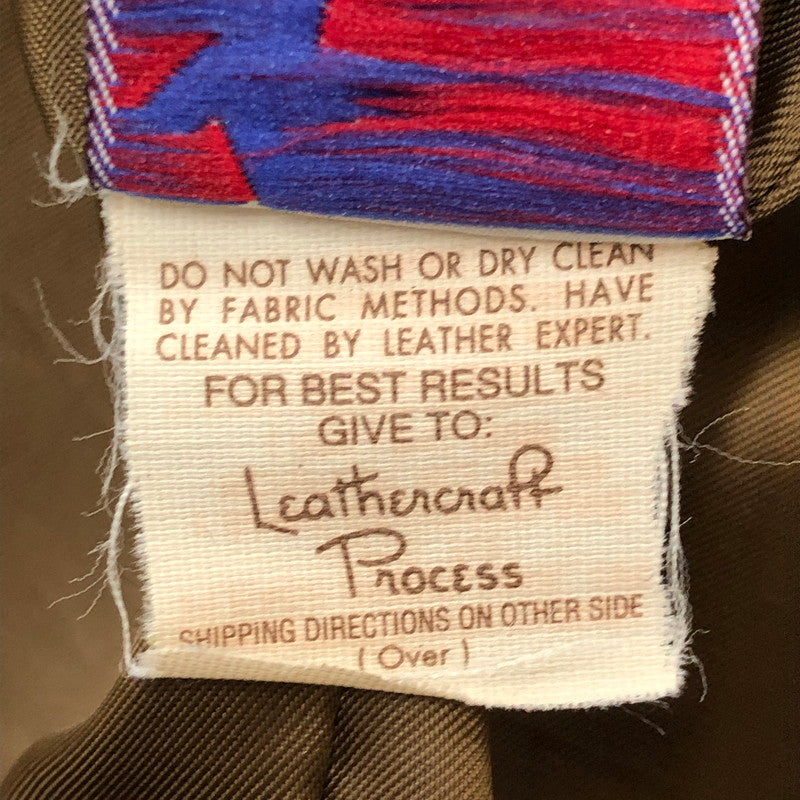 DO NOT WASH OR DRY CLEAN
BY FABRIC METHODS. HAVE
CLEANED BY LEATHER EXPERT.
FOR BEST RESULTS
GIVE TO:
Leathercraft
Process
SHIPPING DIRECTIONS ON OTHER SIDE
(Over)